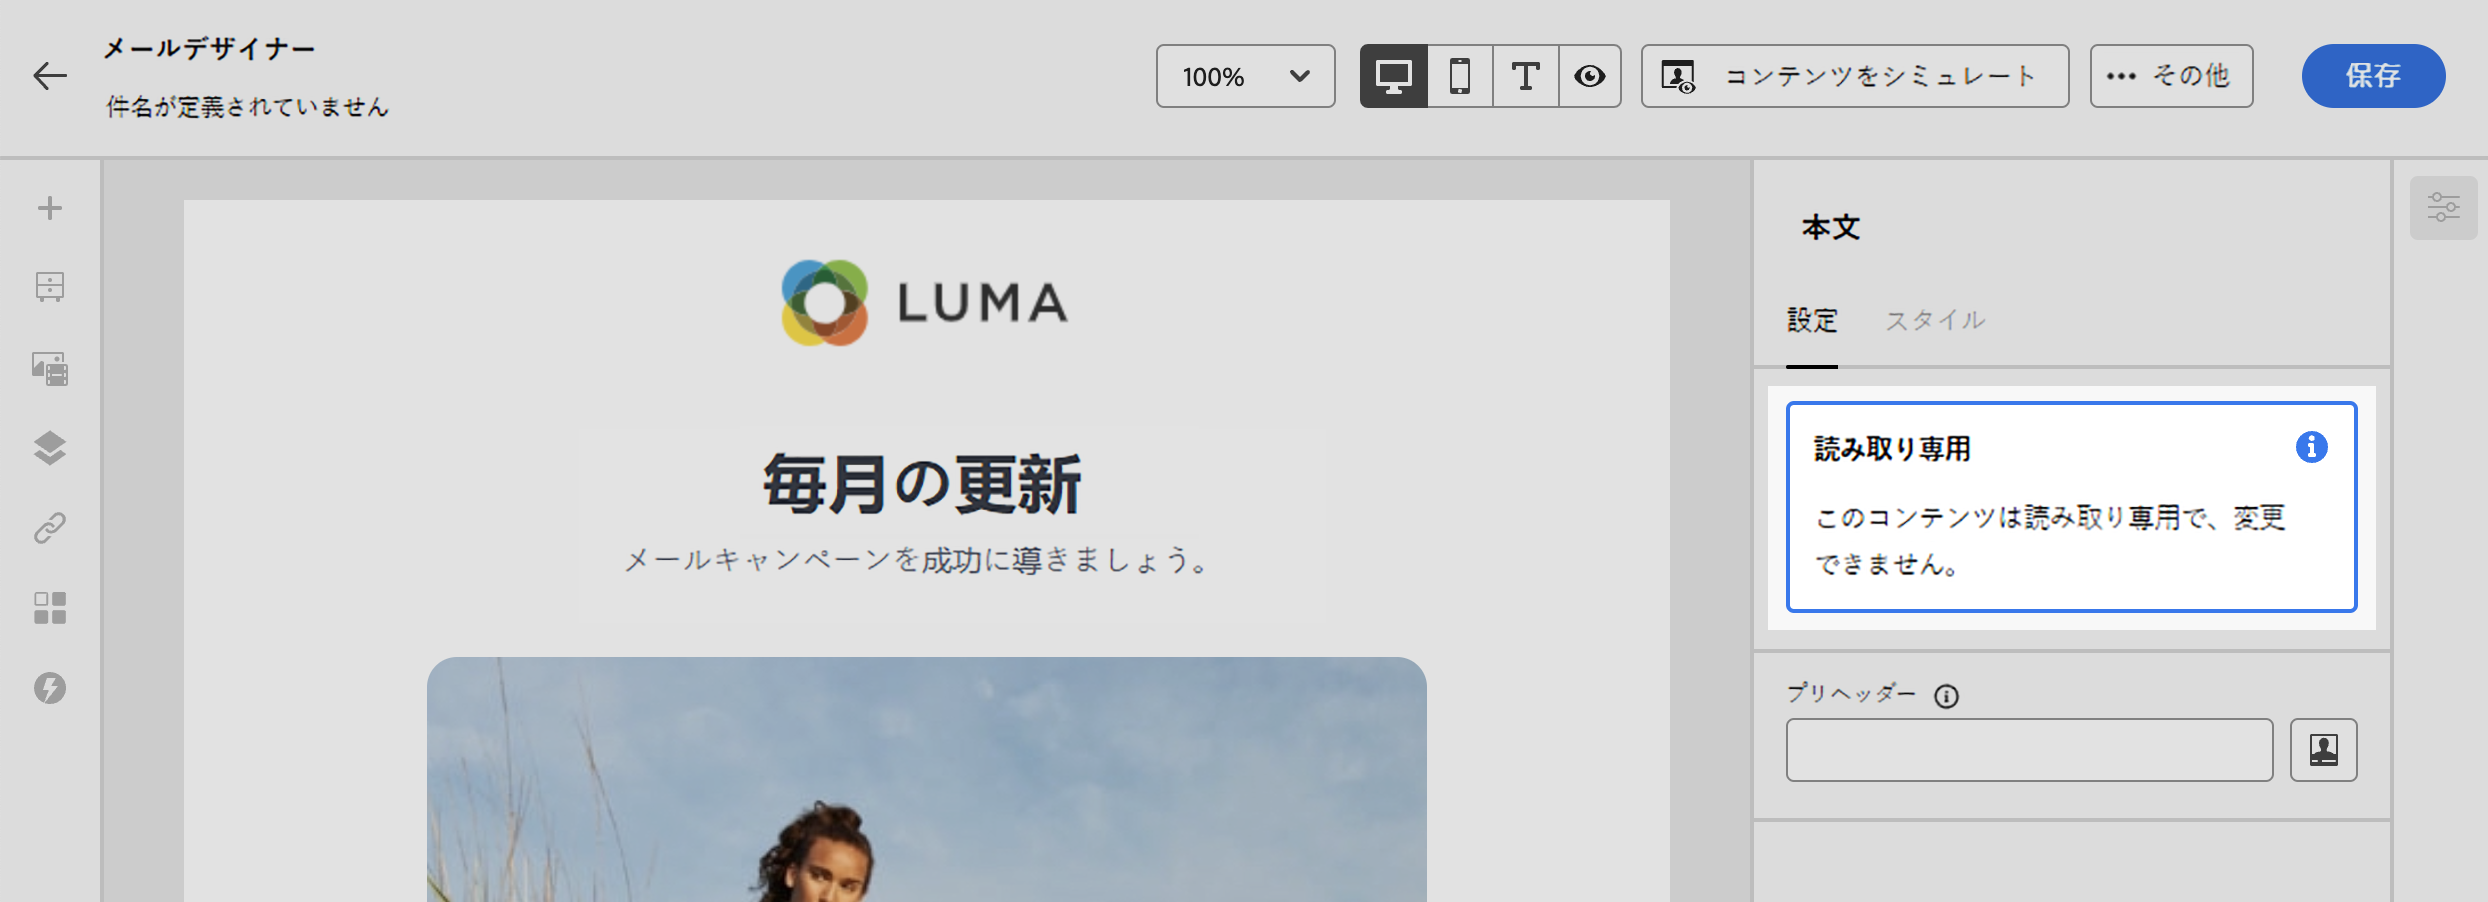 メールデザイナー
件名が定義されていません
100%
コンテンツをシミュレート
その他
保存
LUMA
毎月の更新
メールキャンペーンを成功に導きましょう。
本文
設定 スタイル
読み取り専用
このコンテンツは読み取り専用で、変更
できません。
プリヘッダー